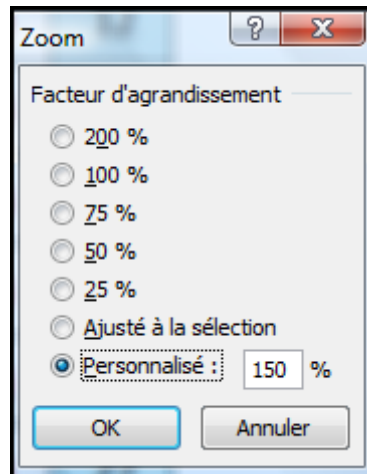 Zoom
Facteur d'agrandissement
200 %
100 %
75 %
50 %
25 %
Ajusté à la sélection
Personnalisé : 150 %
OK Annuler